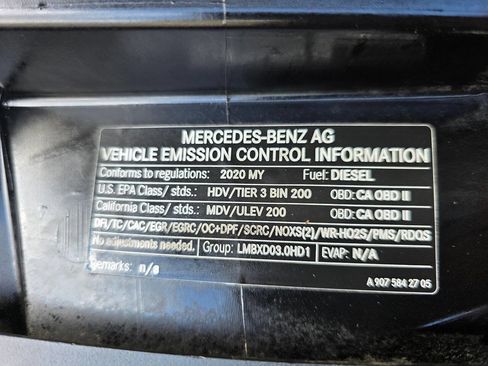 MERCEDES-BENZ AG
VEHICLE EMISSION CONTROL INFORMATION
Conforms to regulations: 2020 MY Fuel: DIESEL
U.S. EPA Class/ stds.: HDV/TIER 3 BIN 200 OBD: CA OBD II
California Class/ stds.: MDV/ULEV 200 OBD: CA OBD II
DFI/TC/CAC/EGR/EGRC/OC+DPF/SCRC/NOXS(2)/WR-HO2S/PMS/RDQS
No adjustments needed. Group: LMBXD03.0HD1 EVAP: N/A
Remarks: n/a
A 907 584 27 05